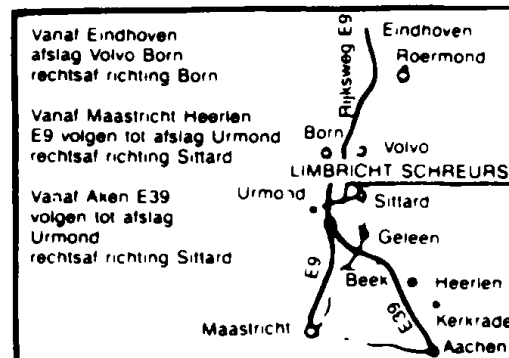 Vanaf Eindhoven
afslag Volvo Born
rechtsaf richting Born
Vanaf Maastricht Heerlen
E9 volgen tot afslag Urmond
rechtsaf richting Sittard
Vanaf Aken E39
volgen tot afslag
Urmond
rechtsaf richting Sittard
Rijksweg E9
Eindhoven
Roermond
Born
Volvo
LIMBRICHT SCHREURS
Urmond
Sittard
Geleen
E9
Beek
Heerlen
E39
Kerkrade
Maastricht
Aachen